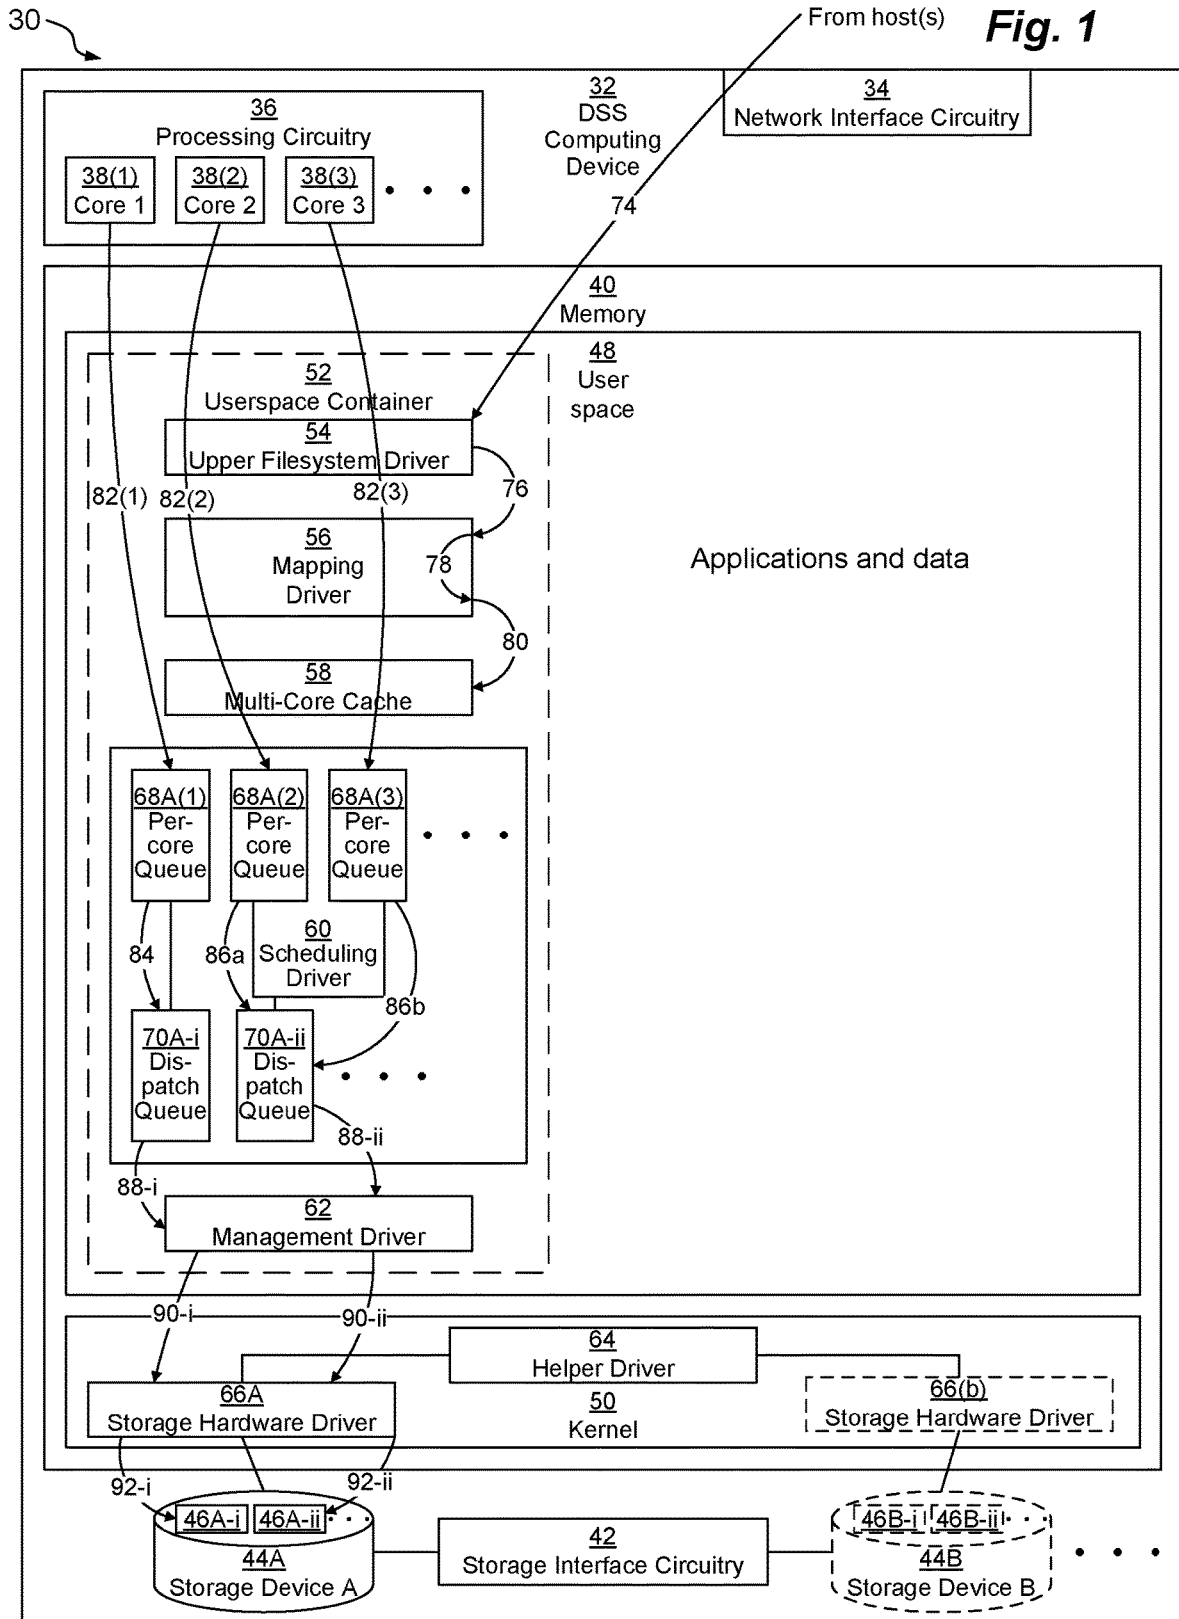 30
From host(s)
Fig. 1
36
Processing Circuitry
38(1)
Core 1
38(2)
Core 2
38(3)
Core 3
32
DSS
Computing
Device
34
Network Interface Circuitry
74
40
Memory
48
User
space
52
Userspace Container
54
Upper Filesystem Driver
82(1)
82(2)
82(3)
76
56
Mapping
Driver
78
80
Applications and data
58
Multi-Core Cache
68A(1)
Per-
core
Queue
68A(2)
Per-
core
Queue
68A(3)
Per-
core
Queue
84
86a
60
Scheduling
Driver
86b
70A-i
Dis-
patch
Queue
70A-ii
Dis-
patch
Queue
88-i
88-ii
62
Management Driver
90-i
90-ii
64
Helper Driver
66A
Storage Hardware Driver
50
Kernel
66(b)
Storage Hardware Driver
92-i
92-ii
46A-i
46A-ii
44A
Storage Device A
42
Storage Interface Circuitry
46B-i
46B-ii
44B
Storage Device B